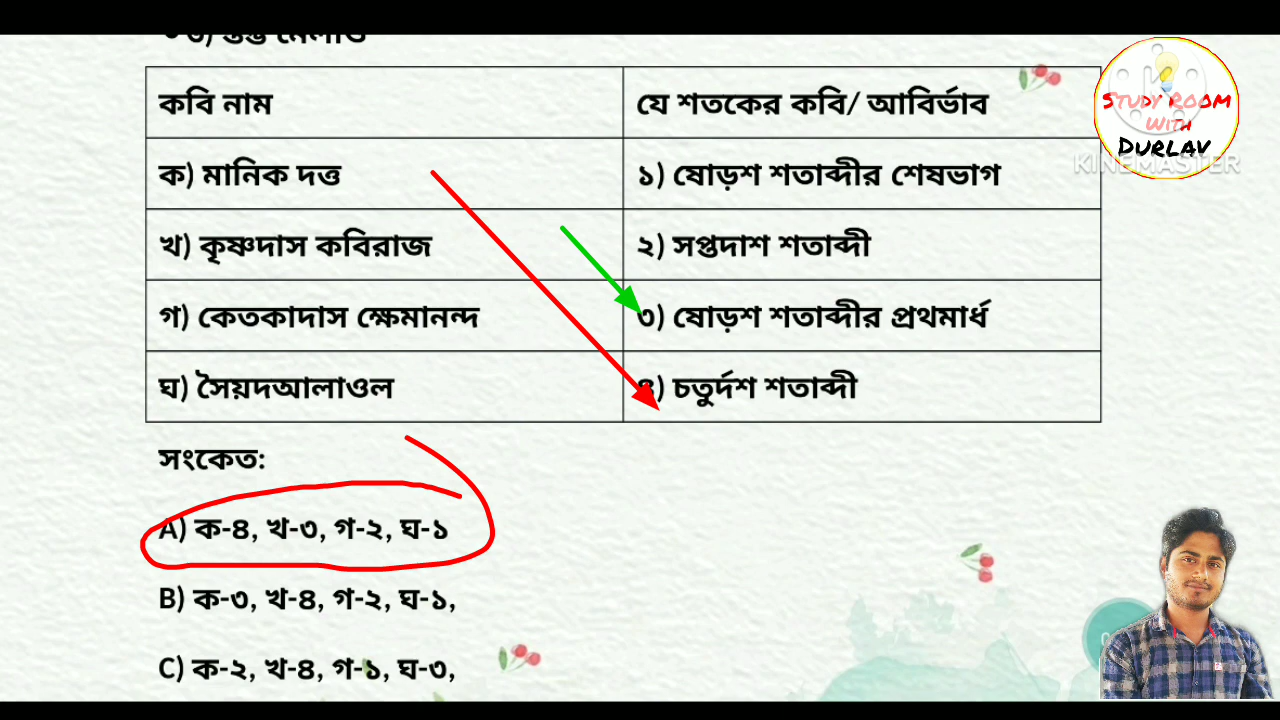 ৬) স্তম্ভ মেলাও
কবি নাম
যে শতকের কবি/ আবির্ভাব
ক) মানিক দত্ত
১) ষোড়শ শতাব্দীর শেষভাগ
খ) কৃষ্ণদাস কবিরাজ
২) সপ্তদাশ শতাব্দী
গ) কেতকাদাস ক্ষেমানন্দ
৩) ষোড়শ শতাব্দীর প্রথমার্ধ
ঘ) সৈয়দআলাওল
৪) চতুর্দশ শতাব্দী
সংকেত:
A) ক-৪, খ-৩, গ-২, ঘ-১
B) ক-৩, খ-৪, গ-২, ঘ-১,
C) ক-২, খ-৪, গ-১, ঘ-৩,
STUDY ROOM
WITH
DURLAV
KINEMASTER